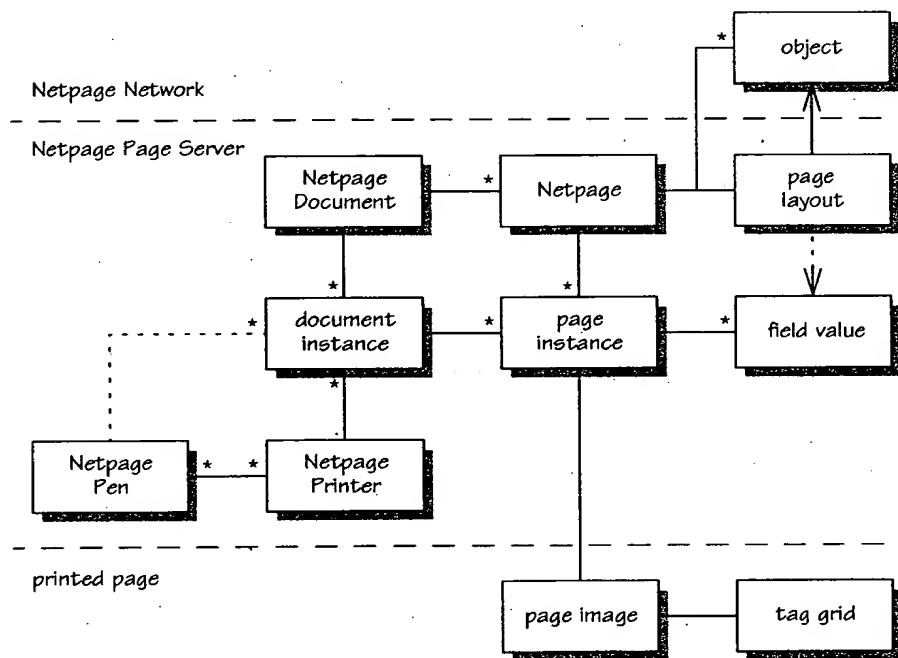 *
object
Netpage Network
Netpage Page Server
Netpage
Document
*
Netpage
page
layout
*
*
*
document
instance
*
page
instance
*
field value
*
Netpage
Pen
*
*
Netpage
Printer
printed page
page image
tag grid